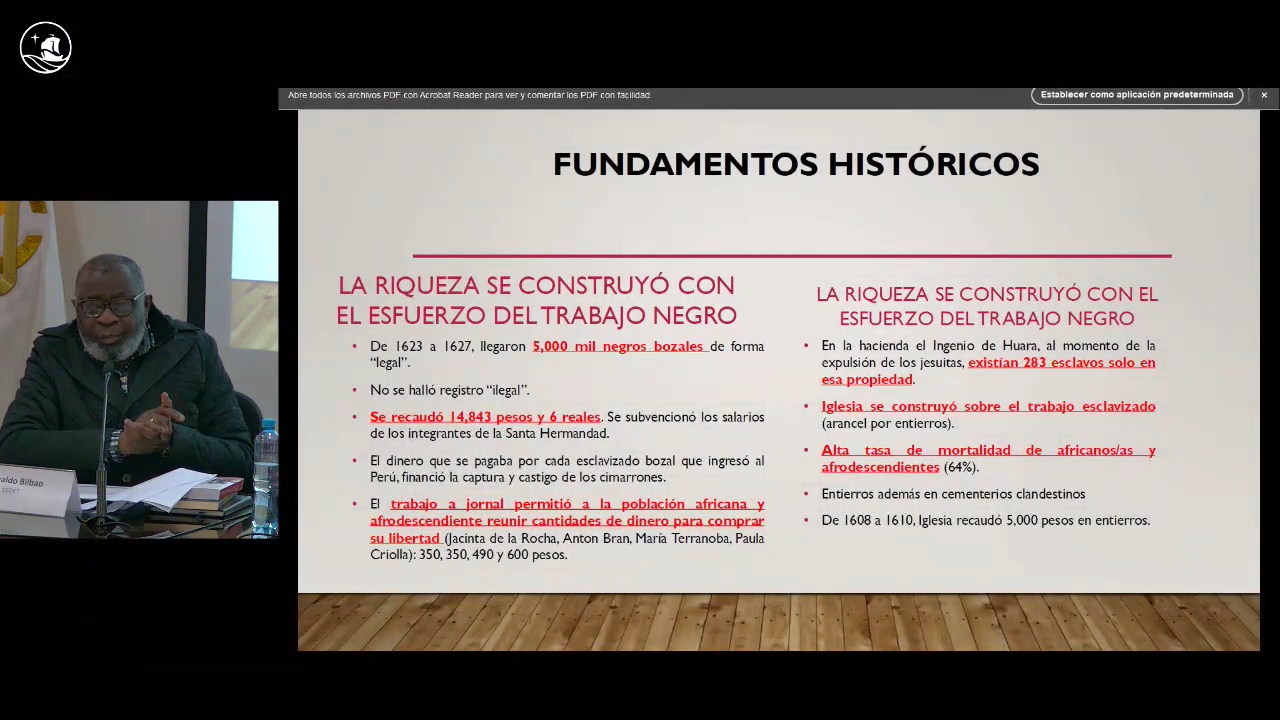 Abre todos los archivos PDF con Acrobat Reader para ver y comentar los PDF con facilidad.
Establecer como aplicación predeterminada
FUNDAMENTOS HISTÓRICOS
LA RIQUEZA SE CONSTRUYÓ CON
EL ESFUERZO DEL TRABAJO NEGRO
• De 1623 a 1627, llegaron 5,000 mil negros bozales de forma
“legal”.
• No se halló registro “ilegal”.
• Se recaudó 14,843 pesos y 6 reales. Se subvencionó los salarios
de los integrantes de la Santa Hermandad.
• El dinero que se pagaba por cada esclavizado bozal que ingresó al
Perú, financió la captura y castigo de los cimarrones.
• El trabajo a jornal permitió a la población africana y
afrodescendiente reunir cantidades de dinero para comprar
su libertad (Jacinta de la Rocha, Anton Bran, María Terranoba, Paula
Criolla): 350, 350, 490 y 600 pesos.
LA RIQUEZA SE CONSTRUYÓ CON EL
ESFUERZO DEL TRABAJO NEGRO
• En la hacienda el Ingenio de Huara, al momento de la
expulsión de los jesuitas, existían 283 esclavos solo en
esa propiedad.
• Iglesia se construyó sobre el trabajo esclavizado
(arancel por entierros).
• Alta tasa de mortalidad de africanos/as y
afrodescendientes (64%).
• Entierros además en cementerios clandestinos
• De 1608 a 1610, Iglesia recaudó 5,000 pesos en entierros.
raldo Bilbao
CEDET